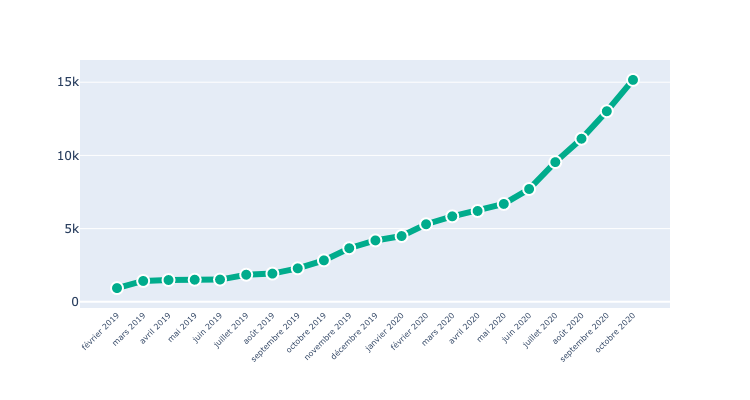 15k
10k
5k
0
février 2019
mars 2019
avril 2019
mai 2019
juin 2019
juillet 2019
août 2019
septembre 2019
octobre 2019
novembre 2019
décembre 2019
janvier 2020
février 2020
mars 2020
avril 2020
mai 2020
juin 2020
juillet 2020
août 2020
septembre 2020
octobre 2020